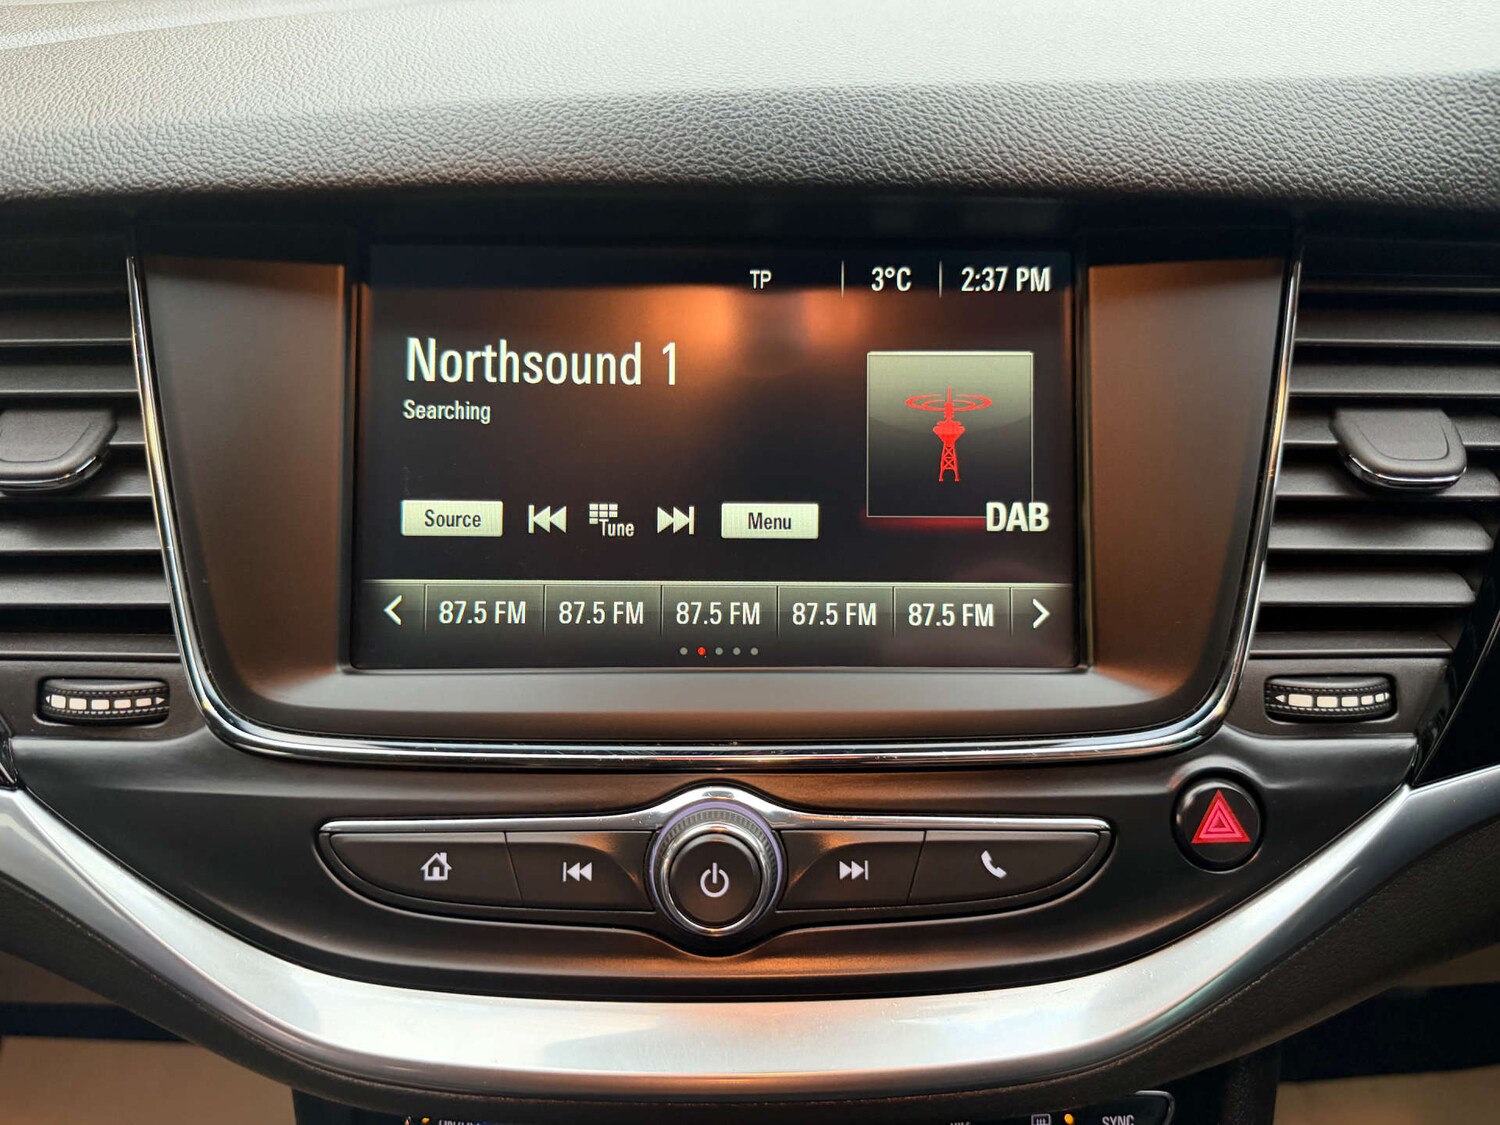 TP 3°C 2:37 PM
Northsound 1
Searching
Source Tune Menu
DAB
87.5 FM 87.5 FM 87.5 FM 87.5 FM 87.5 FM
SYNC